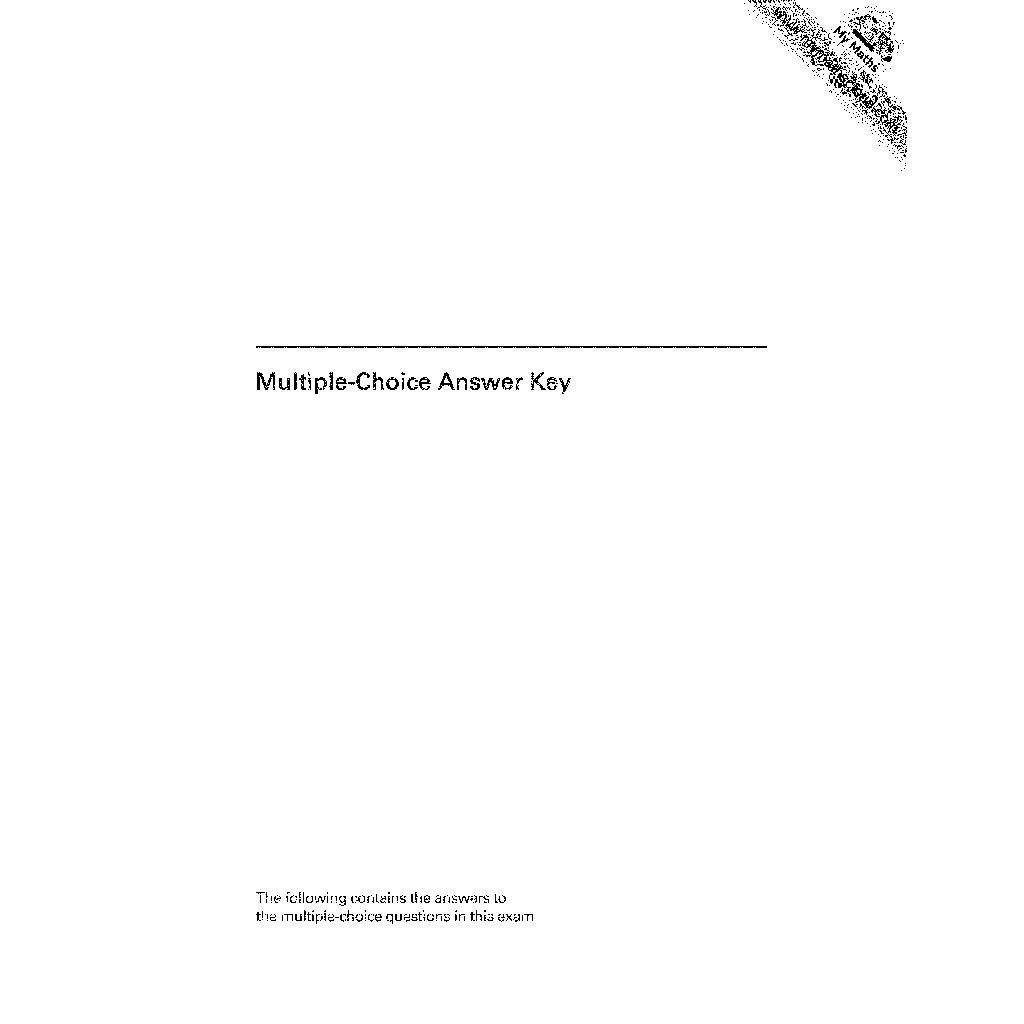 My Maths
Multiple-Choice Answer Key
The following contains the answers to
the multiple-choice questions in this exam